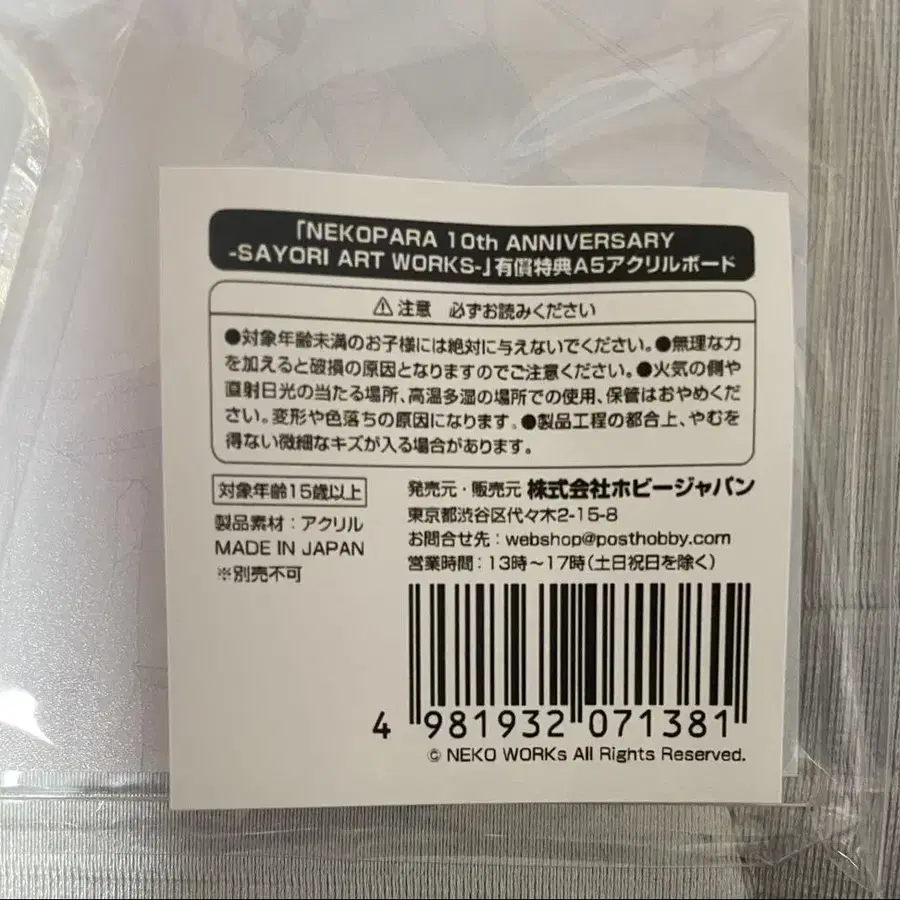 「NEKOPARA 10th ANNIVERSARY
-SAYORI ART WORKS-」有償特典A5アクリルボード
⚠注意 必ずお読みください
●対象年齢未満のお子様には絶対に与えないでください。●無理な力
を加えると破損の原因となりますのでご注意ください。●火気の側や
直射日光の当たる場所、高温多湿の場所での使用、保管はおやめくだ
さい。変形や色落ちの原因になります。●製品工程の都合上、やむを
得ない微細なキズが入る場合があります。
対象年齢15歳以上
製品素材：アクリル
MADE IN JAPAN
※別売不可
発売元・販売元 株式会社ホビージャパン
東京都渋谷区代々木2-15-8
お問合せ先：webshop@posthobby.com
営業時間：13時～17時（土日祝日を除く）
4 981932 071381
© NEKO WORKs All Rights Reserved.